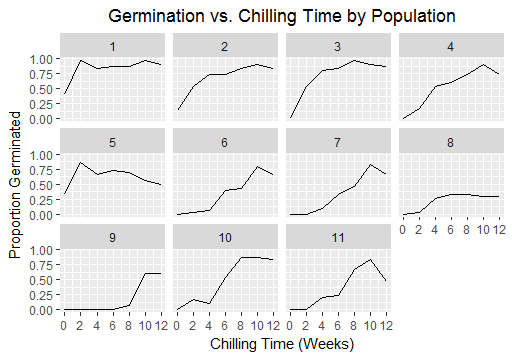 Germination vs. Chilling Time by Population
Proportion Germinated
1 2 3 4
1.00
0.75
0.50
0.25
0.00
5 6 7 8
1.00
0.75
0.50
0.25
0.00
0 2 4 6 8 10 12
9 10 11
1.00
0.75
0.50
0.25
0.00
0 2 4 6 8 10 12 0 2 4 6 8 10 12 0 2 4 6 8 10 12
Chilling Time (Weeks)